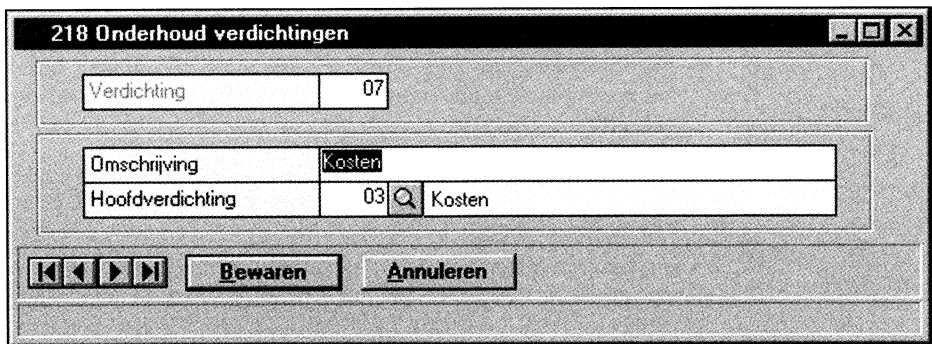 218 Onderhoud verdichtingen
Verdichting 07
Omschrijving Kosten
Hoofdverdichting 03 Kosten
Bewaren Annuleren